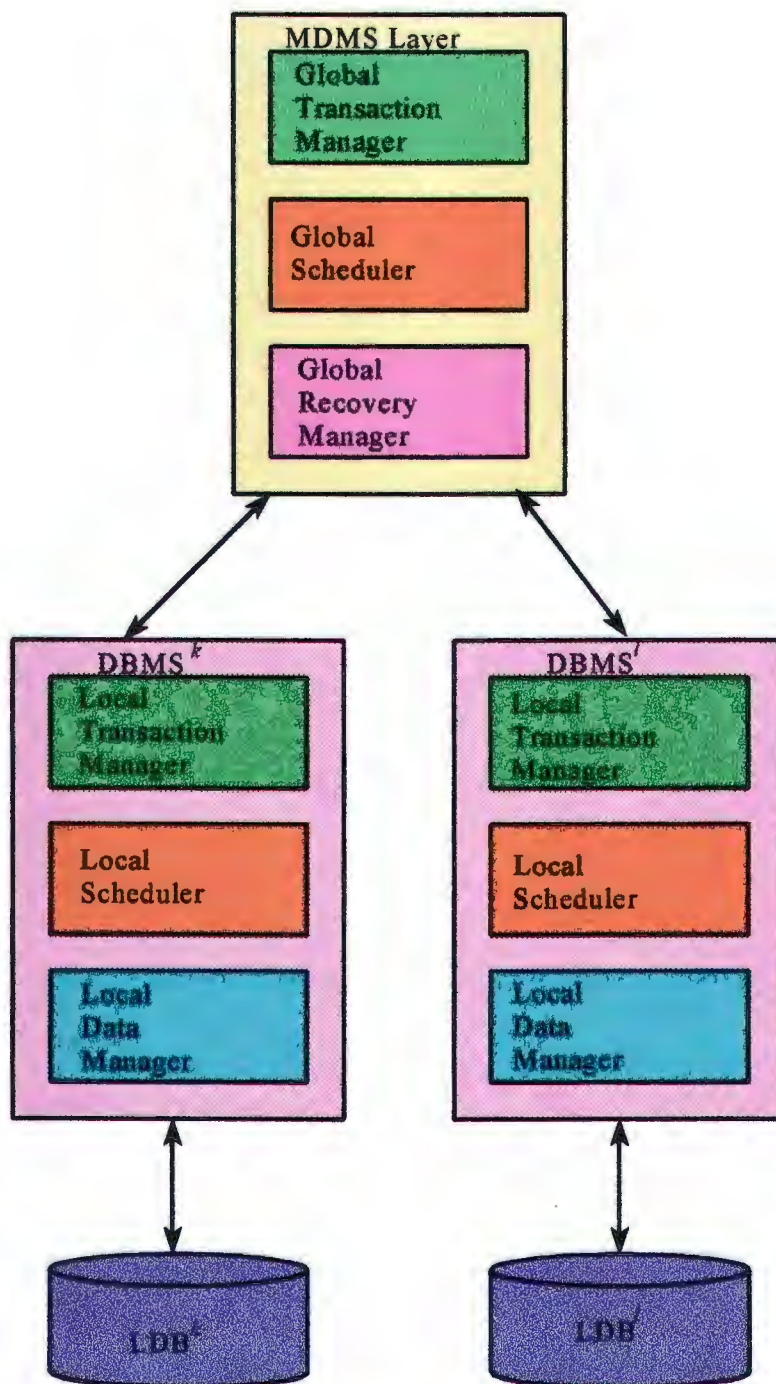 MDMS Layer
Global
Transaction
Manager
Global
Scheduler
Global
Recovery
Manager
DBMS^k
Local
Transaction
Manager
Local
Scheduler
Local
Data
Manager
DBMS^l
Local
Transaction
Manager
Local
Scheduler
Local
Data
Manager
LDB^k
LDB^l